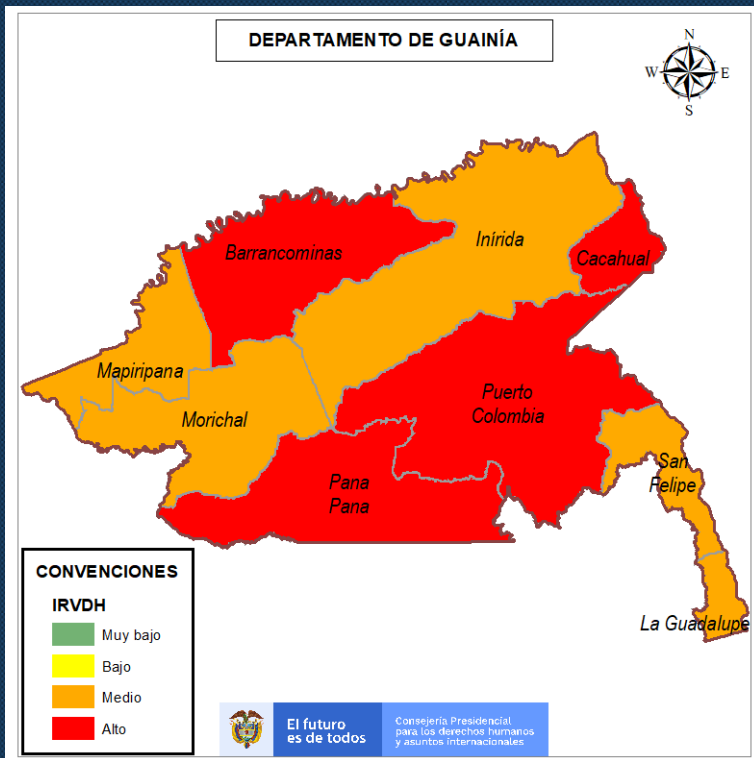 DEPARTAMENTO DE GUAINÍA
N
W E
S
Barrancominas
Inírida
Cacahual
Mapiripana
Morichal
Puerto
Colombia
Pana
Pana
San
Felipe
La Guadalupe
CONVENCIONES
IRVDH
Muy bajo
Bajo
Medio
Alto
El futuro
es de todos
Consejería Presidencial
para los derechos humanos
y asuntos internacionales